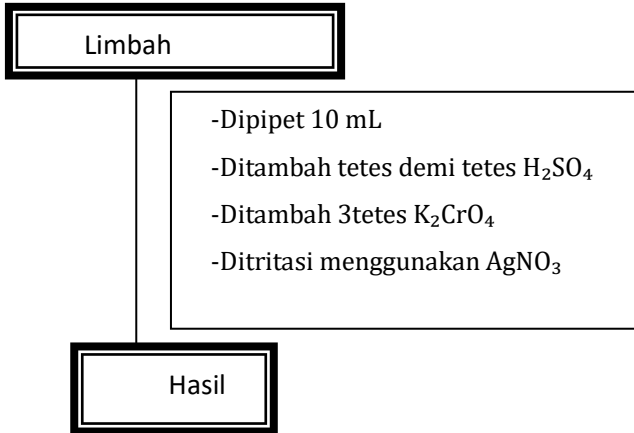 Limbah
-Dipipet 10 mL
-Ditambah tetes demi tetes H₂SO₄
-Ditambah 3tetes K₂CrO₄
-Ditritasi menggunakan AgNO₃
Hasil